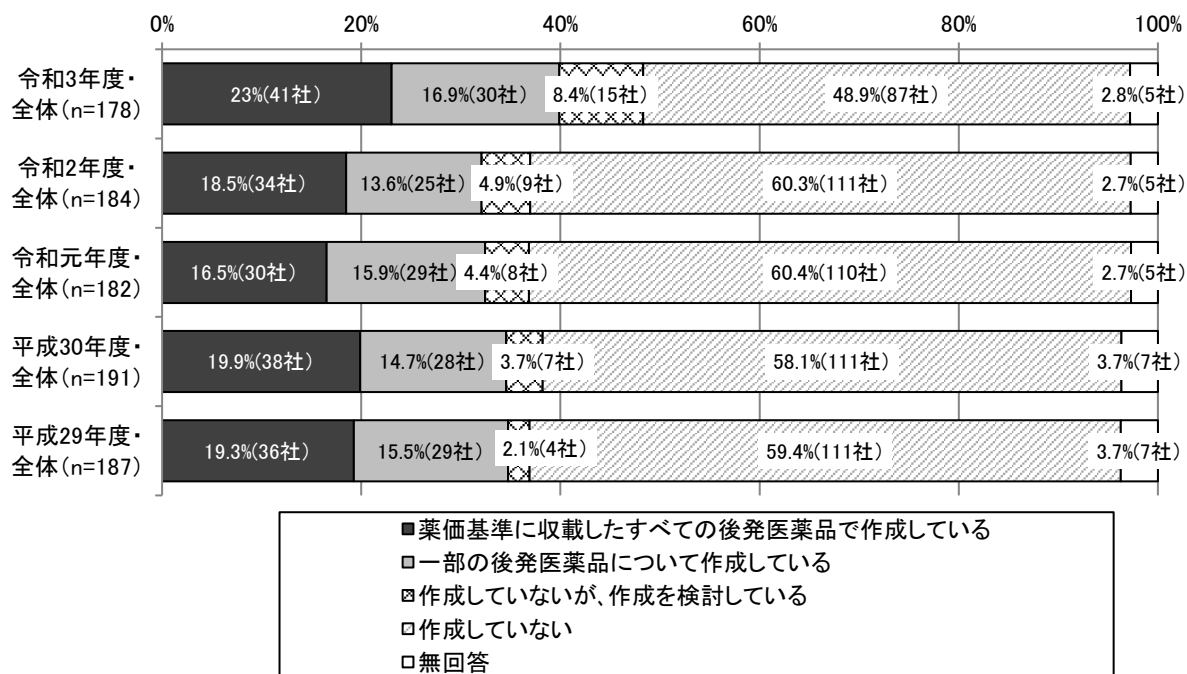 0% 20% 40% 60% 80% 100%
令和3年度・
全体(n=178)
23%(41社) 16.9%(30社) 8.4%(15社) 48.9%(87社) 2.8%(5社)
令和2年度・
全体(n=184)
18.5%(34社) 13.6%(25社) 4.9%(9社) 60.3%(111社) 2.7%(5社)
令和元年度・
全体(n=182)
16.5%(30社) 15.9%(29社) 4.4%(8社) 60.4%(110社) 2.7%(5社)
平成30年度・
全体(n=191)
19.9%(38社) 14.7%(28社) 3.7%(7社) 58.1%(111社) 3.7%(7社)
平成29年度・
全体(n=187)
19.3%(36社) 15.5%(29社) 2.1%(4社) 59.4%(111社) 3.7%(7社)
薬価基準に収載したすべての後発医薬品で作成している
一部の後発医薬品について作成している
作成していないが、作成を検討している
作成していない
無回答